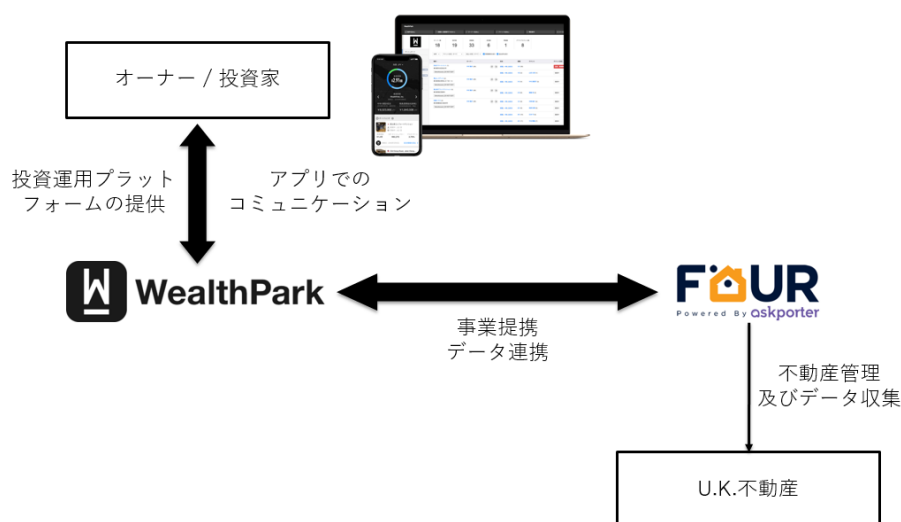 オーナー / 投資家
投資運用プラット
フォームの提供
アプリでの
コミュニケーション
WealthPark
事業提携
データ連携
FOUR
Powered By askporter
不動産管理
及びデータ収集
U.K.不動産